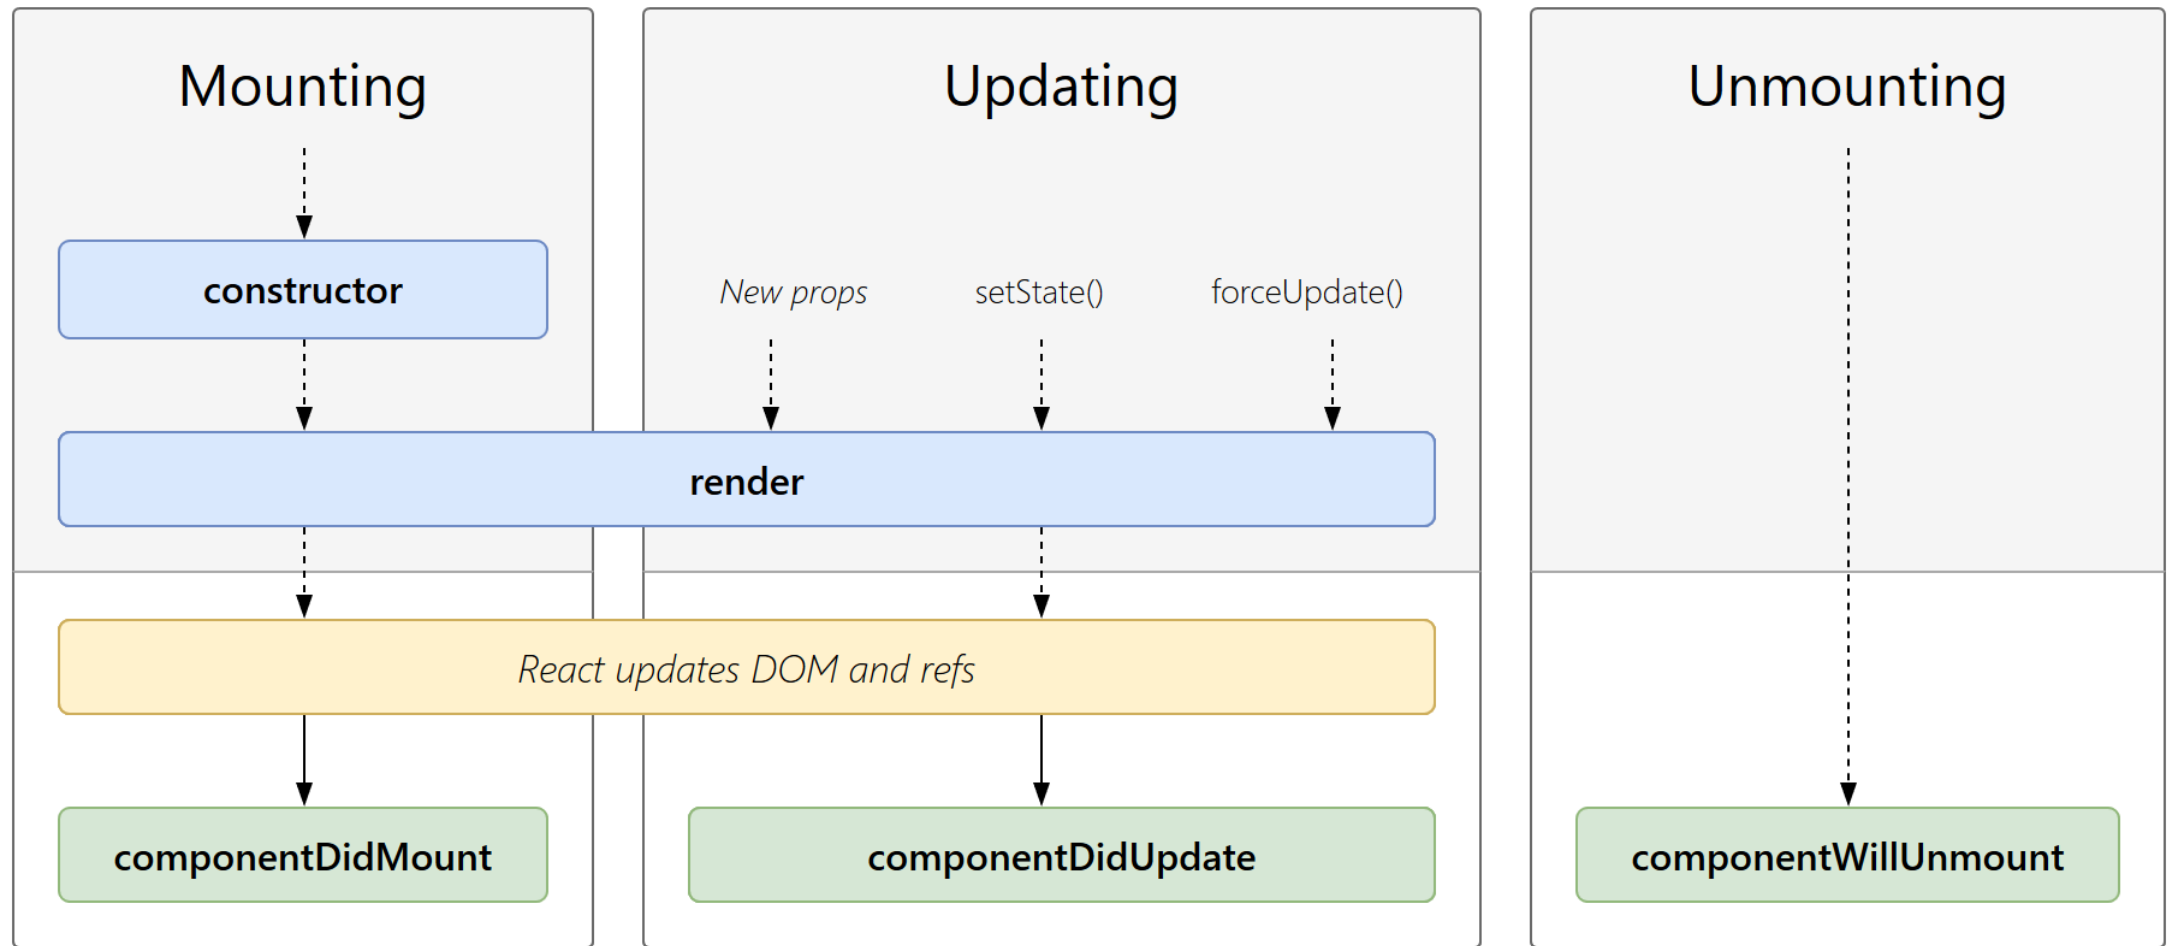 Mounting
Updating
Unmounting
constructor
New props
setState()
forceUpdate()
render
React updates DOM and refs
componentDidMount
componentDidUpdate
componentWillUnmount